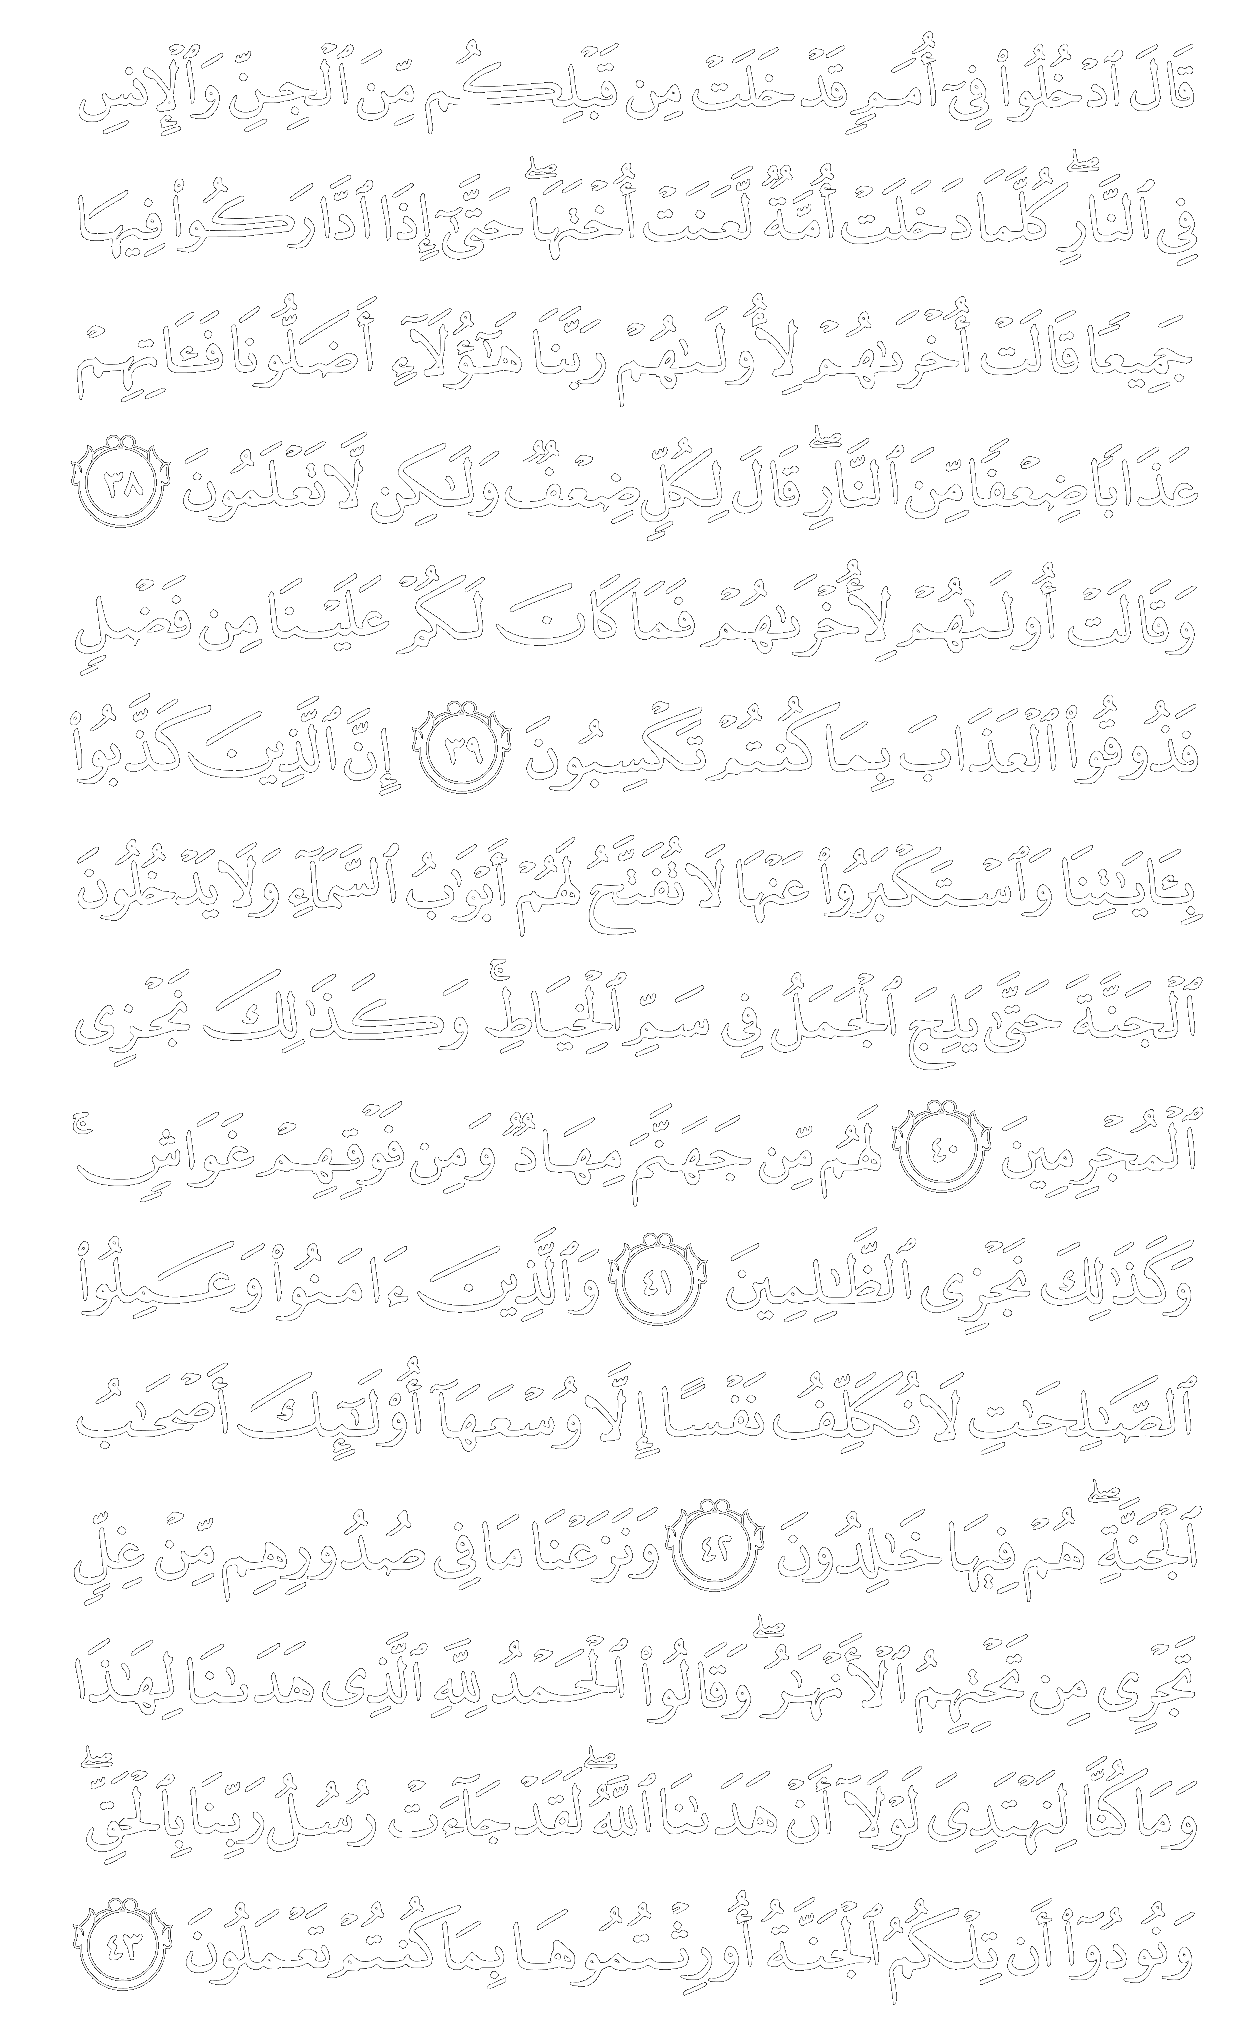 قَالَ ٱدْخُلُوا۟ فِىٓ أُمَمٍۢ قَدْ خَلَتْ مِن قَبْلِكُم مِّنَ ٱلْجِنِّ وَٱلْإِنسِ
فِى ٱلنَّارِ ۖ كُلَّمَا دَخَلَتْ أُمَّةٌۭ لَّعَنَتْ أُخْتَهَا ۖ حَتَّىٰٓ إِذَا ٱدَّارَكُوا۟ فِيهَا
جَمِيعًۭا قَالَتْ أُخْرَىٰهُمْ لِأُولَىٰهُمْ رَبَّنَا هَـٰٓؤُلَآءِ أَضَلُّونَا فَـَٔاتِهِمْ
عَذَابًۭا ضِعْفًۭا مِّنَ ٱلنَّارِ ۖ قَالَ لِكُلٍّۢ ضِعْفٌۭ وَلَـٰكِن لَّا تَعْلَمُونَ ٣٨
وَقَالَتْ أُولَىٰهُمْ لِأُخْرَىٰهُمْ فَمَا كَانَ لَكُمْ عَلَيْنَا مِن فَضْلٍۢ
فَذُوقُوا۟ ٱلْعَذَابَ بِمَا كُنتُمْ تَكْسِبُونَ ٣٩ إِنَّ ٱلَّذِينَ كَذَّبُوا۟
بِـَٔايَـٰتِنَا وَٱسْتَكْبَرُوا۟ عَنْهَا لَا تُفَتَّحُ لَهُمْ أَبْوَٰبُ ٱلسَّمَآءِ وَلَا يَدْخُلُونَ
ٱلْجَنَّةَ حَتَّىٰ يَلِجَ ٱلْجَمَلُ فِى سَمِّ ٱلْخِيَاطِ ۚ وَكَذَٰلِكَ نَجْزِى
ٱلْمُجْرِمِينَ ٤٠ لَهُم مِّن جَهَنَّمَ مِهَادٌۭ وَمِن فَوْقِهِمْ غَوَاشٍۢ ۚ
وَكَذَٰلِكَ نَجْزِى ٱلظَّـٰلِمِينَ ٤١ وَٱلَّذِينَ ءَامَنُوا۟ وَعَمِلُوا۟
ٱلصَّـٰلِحَـٰتِ لَا نُكَلِّفُ نَفْسًا إِلَّا وُسْعَهَآ أُو۟لَـٰٓئِكَ أَصْحَـٰبُ
ٱلْجَنَّةِ ۖ هُمْ فِيهَا خَـٰلِدُونَ ٤٢ وَنَزَعْنَا مَا فِى صُدُورِهِم مِّنْ غِلٍّۢ
تَجْرِى مِن تَحْتِهِمُ ٱلْأَنْهَـٰرُ ۖ وَقَالُوا۟ ٱلْحَمْدُ لِلَّهِ ٱلَّذِى هَدَىٰنَا لِهَـٰذَا
وَمَا كُنَّا لِنَهْتَدِىَ لَوْلَآ أَنْ هَدَىٰنَا ٱللَّهُ ۖ لَقَدْ جَآءَتْ رُسُلُ رَبِّنَا بِٱلْحَقِّ ۖ
وَنُودُوٓا۟ أَن تِلْكُمُ ٱلْجَنَّةُ أُورِثْتُمُوهَا بِمَا كُنتُمْ تَعْمَلُونَ ٤٣